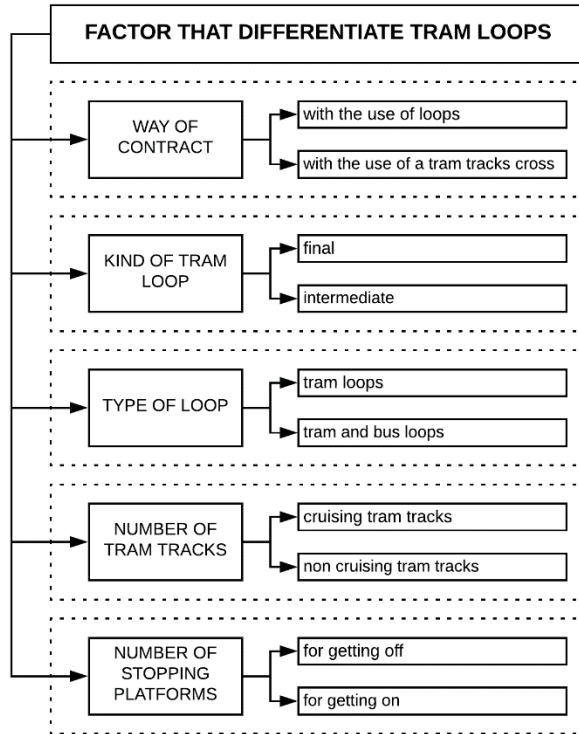 FACTOR THAT DIFFERENTIATE TRAM LOOPS
WAY OF
CONTRACT
with the use of loops
with the use of a tram tracks cross
KIND OF TRAM
LOOP
final
intermediate
TYPE OF LOOP
tram loops
tram and bus loops
NUMBER OF
TRAM TRACKS
cruising tram tracks
non cruising tram tracks
NUMBER OF
STOPPING
PLATFORMS
for getting off
for getting on